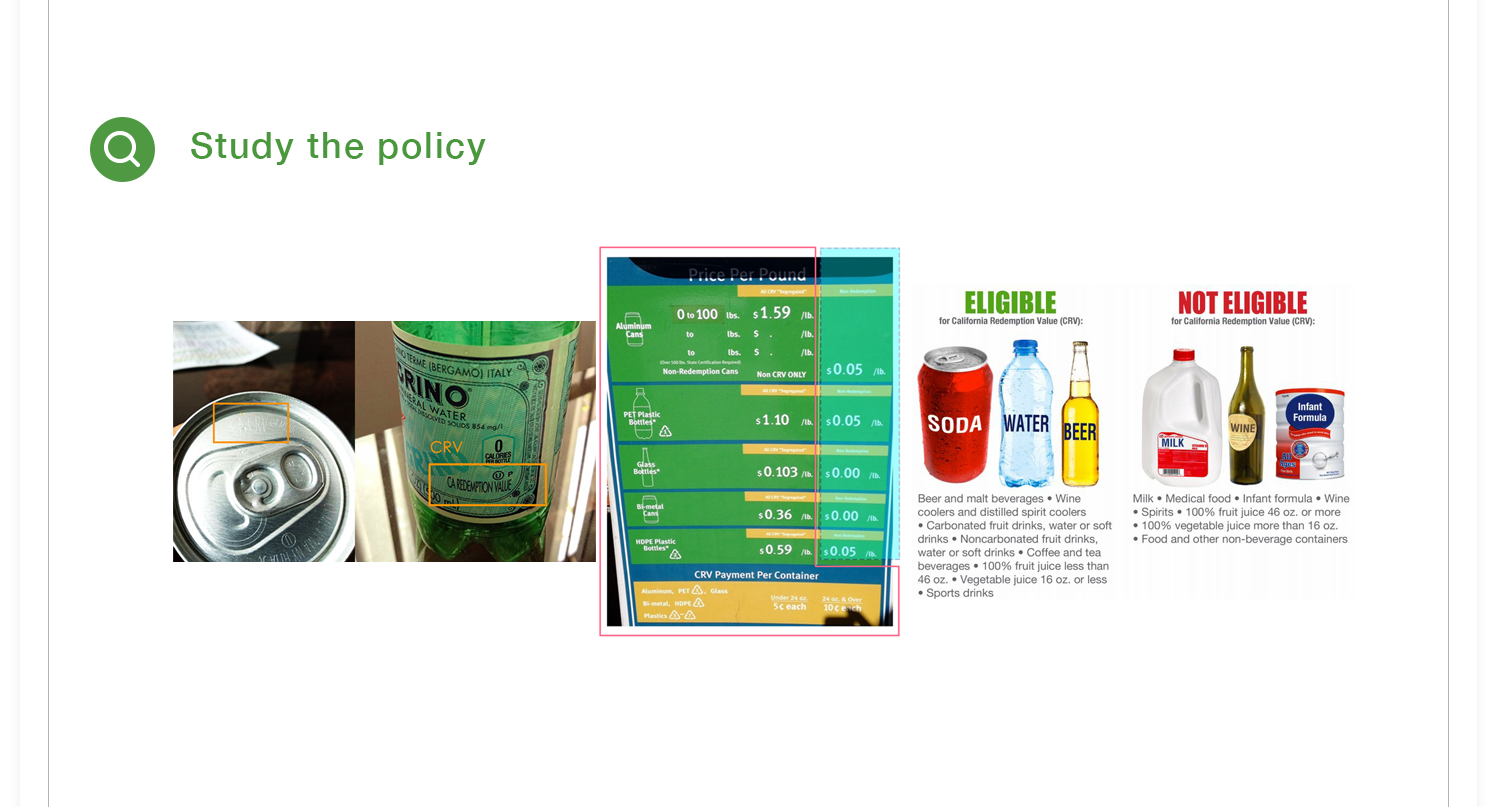 Study the policy
TERME (BERGAMO) ITALY
GRINO
MINERAL WATER
DISSOLVED SOLIDS 854 mg/l
CRV
0
CALORIES
PER BOTTLE
CA REDEMPTION VALUE
Price Per Pound
All CRV "Segregated" Non-Redemption
Aluminum
Cans
0 to 100 lbs. $1.59 /lb.
to lbs. $ . /lb.
to lbs. $ . /lb.
(Over 100 lbs. State Certification Required)
Non-Redemption Cans Non CRV ONLY $0.05 /lb.
All CRV "Segregated" Non-Redemption
PET Plastic
Bottles* 1
$1.10 /lb. $0.05 /lb.
All CRV "Segregated" Non-Redemption
Glass
Bottles*
$0.103 /lb. $0.00 /lb.
All CRV "Segregated" Non-Redemption
Bi-metal
Cans
$0.36 /lb. $0.00 /lb.
All CRV "Segregated" Non-Redemption
HDPE Plastic
Bottles* 2
$0.59 /lb. $0.05 /lb.
CRV Payment Per Container
Aluminum, PET 1, Glass
Bi-metal, HDPE 2
Plastics
Under 24 oz.
5¢ each
24 oz. & Over
10¢ each
ELIGIBLE
for California Redemption Value (CRV):
SODA
WATER
BEER
Beer and malt beverages • Wine
coolers and distilled spirit coolers
• Carbonated fruit drinks, water or soft
drinks • Noncarbonated fruit drinks,
water or soft drinks • Coffee and tea
beverages • 100% fruit juice less than
46 oz. • Vegetable juice 16 oz. or less
• Sports drinks
NOT ELIGIBLE
for California Redemption Value (CRV):
MILK
WINE
Infant
Formula
All
Ages
Milk • Medical food • Infant formula • Wine
• Spirits • 100% fruit juice 46 oz. or more
• 100% vegetable juice more than 16 oz.
• Food and other non-beverage containers